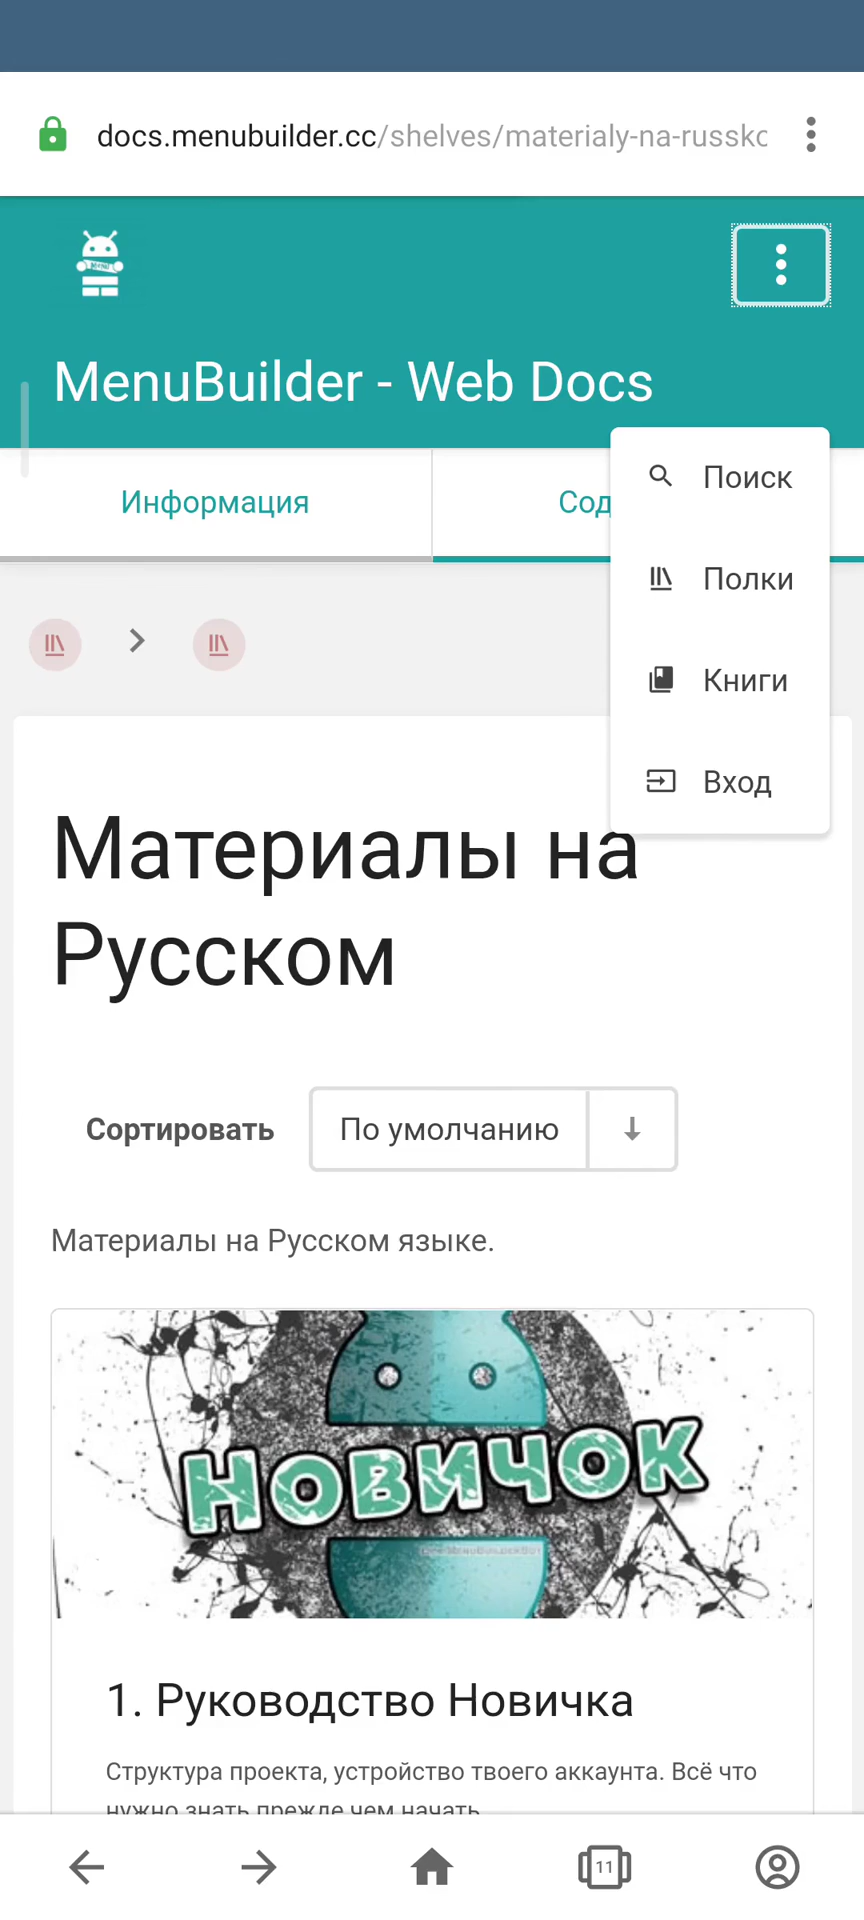 docs.menubuilder.cc/shelves/materialy-na-russko
MenuBuilder - Web Docs
Информация
Сод
Поиск
Полки
Книги
Вход
Материалы на
Русском
Сортировать
По умолчанию
Материалы на Русском языке.
НОВИЧОК
1. Руководство Новичка
Структура проекта, устройство твоего аккаунта. Всё что
нужно знать прежде чем начать
11